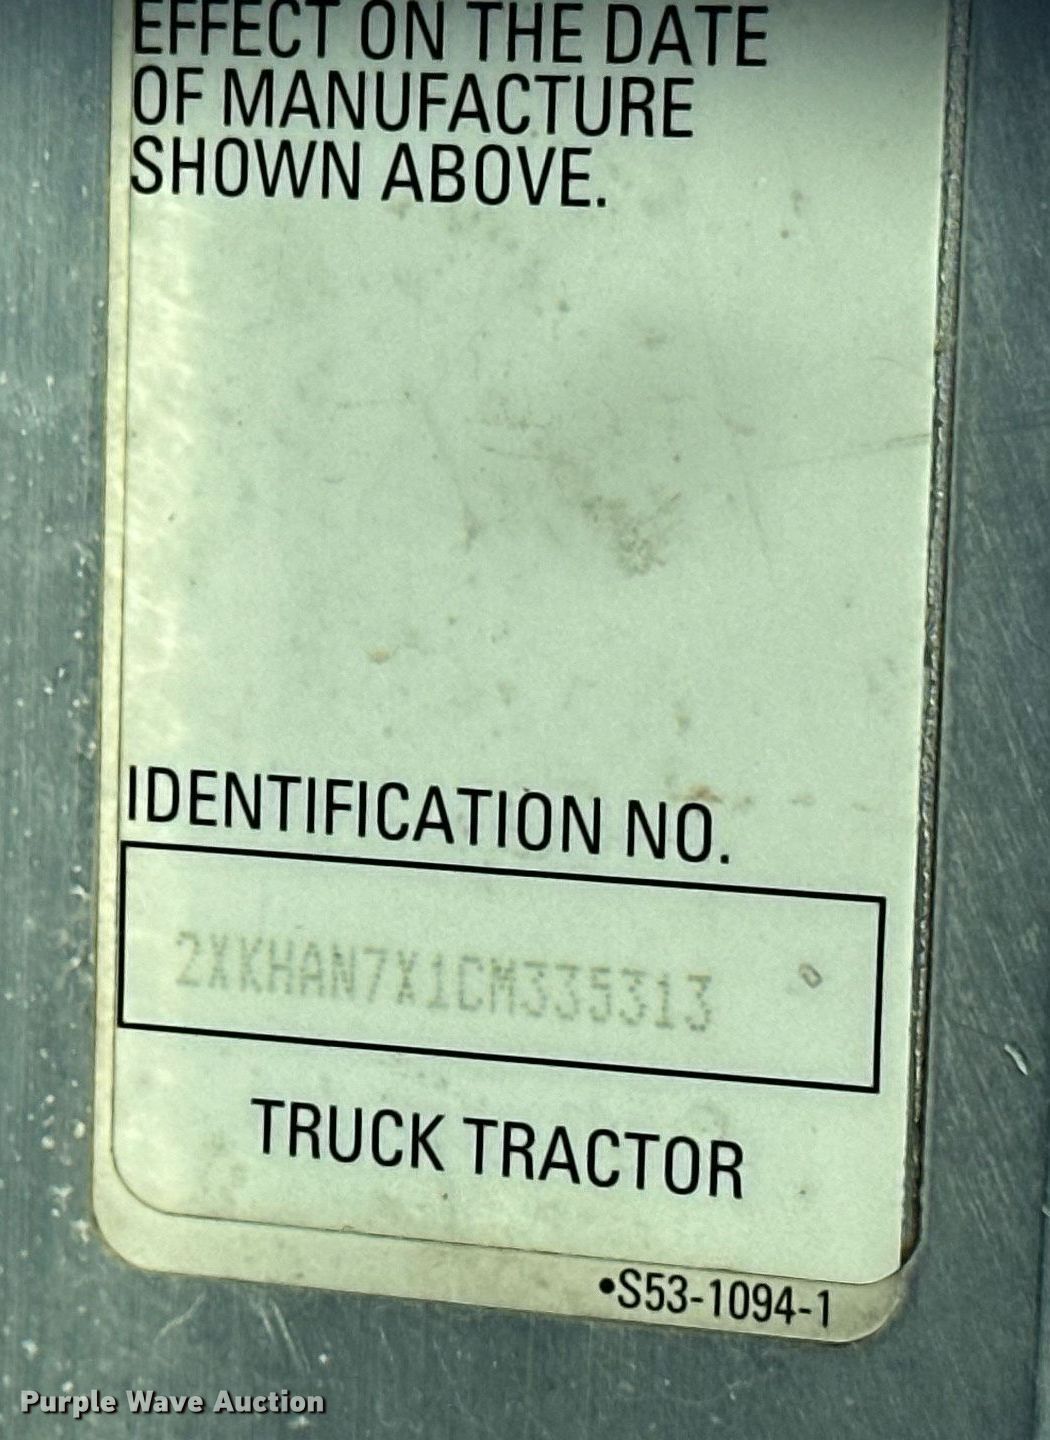 EFFECT ON THE DATE
OF MANUFACTURE
SHOWN ABOVE.
IDENTIFICATION NO.
2XKHAN7X1CM335313
TRUCK TRACTOR
•S53-1094-1
Purple Wave Auction